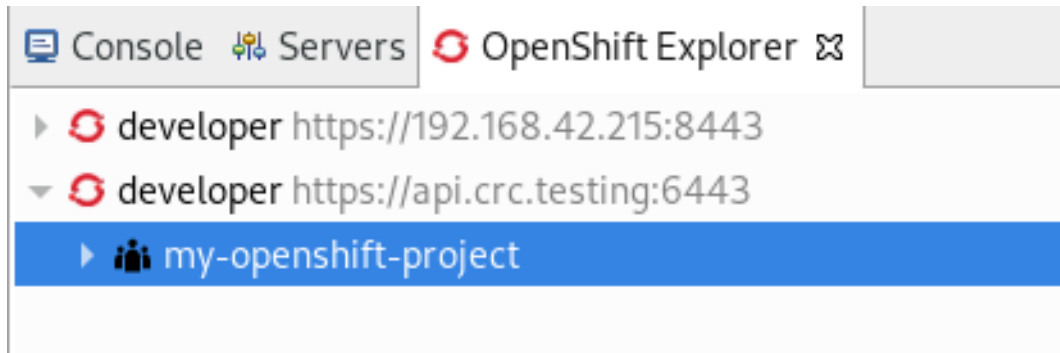 Console Servers OpenShift Explorer
developer https://192.168.42.215:8443
developer https://api.crc.testing:6443
my-openshift-project